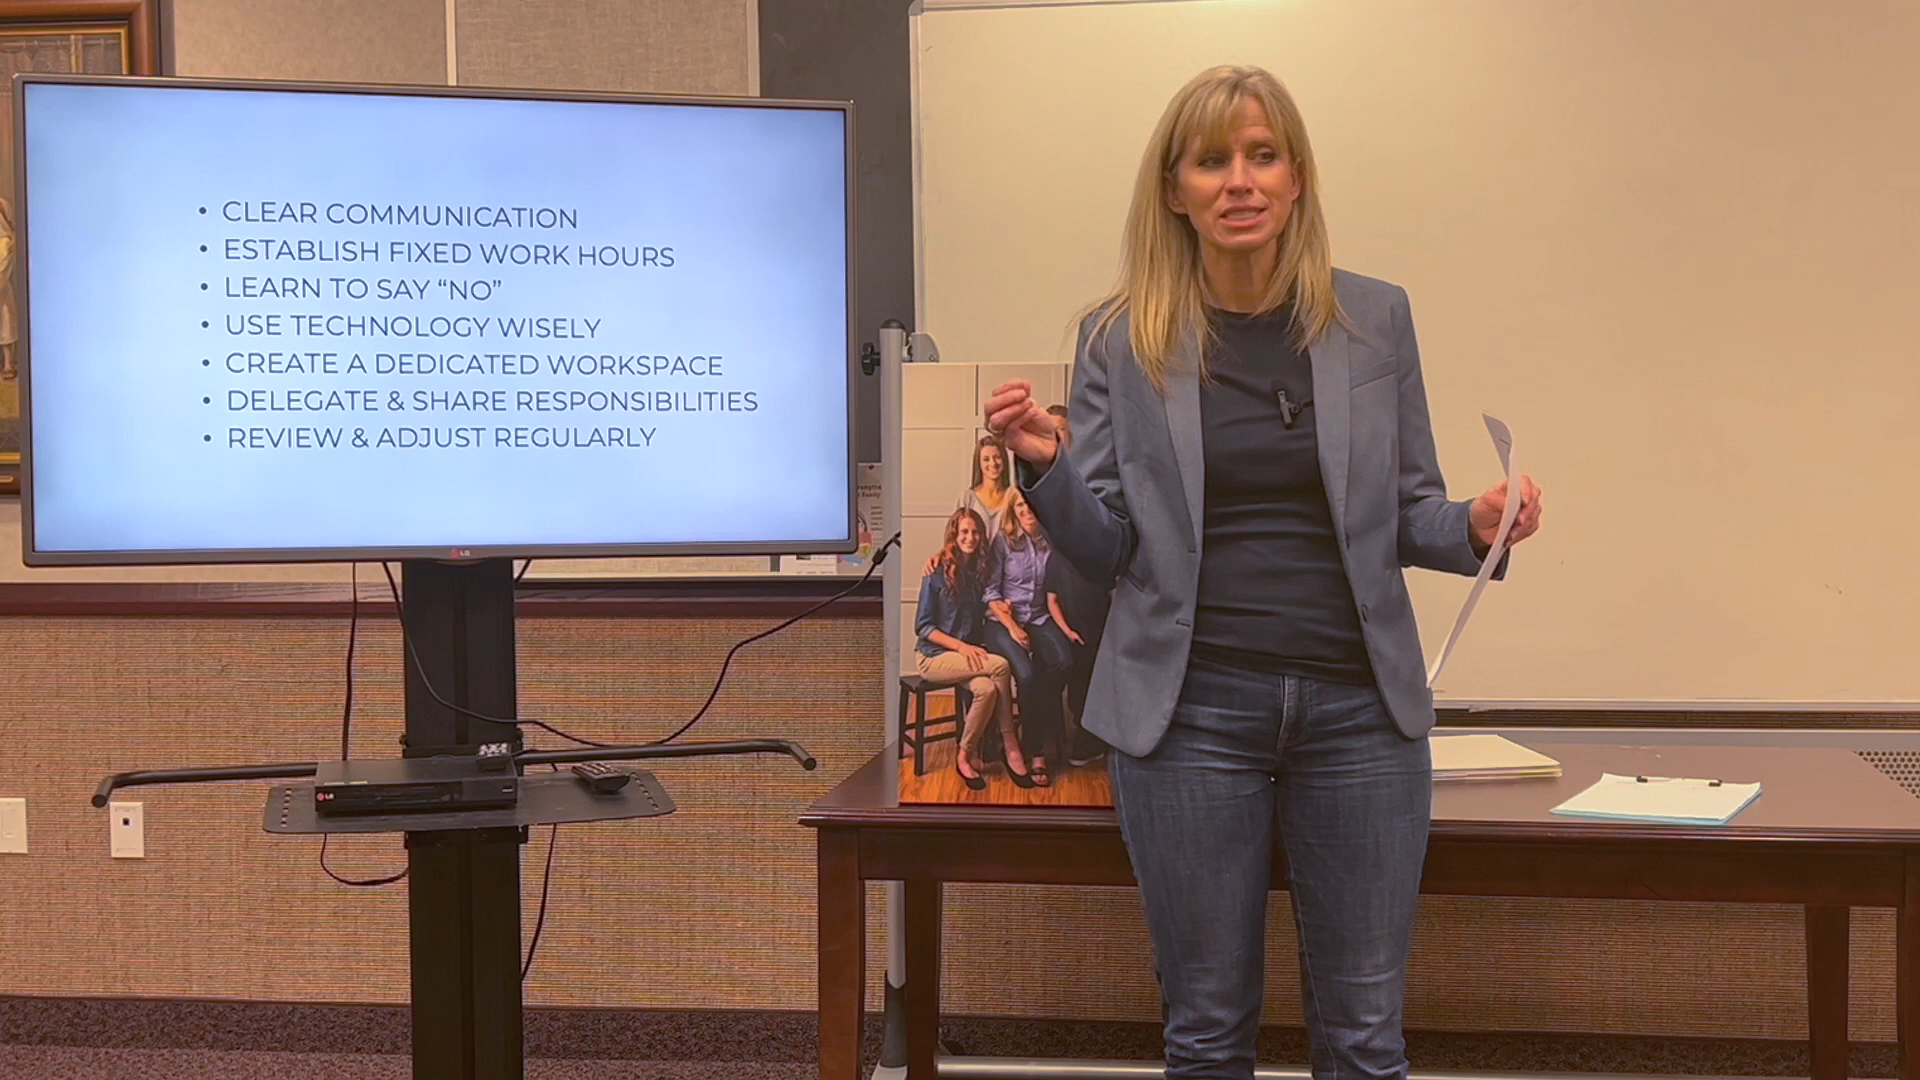 • CLEAR COMMUNICATION
• ESTABLISH FIXED WORK HOURS
• LEARN TO SAY “NO”
• USE TECHNOLOGY WISELY
• CREATE A DEDICATED WORKSPACE
• DELEGATE & SHARE RESPONSIBILITIES
• REVIEW & ADJUST REGULARLY
LG
LG